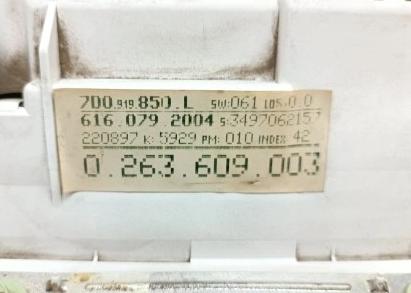 7D0.919.850.L SW:061 LOS:0.0
616.079.2004 S:3497062157
220897 K:5929 PM:010 INDEX 42
0.263.609.003